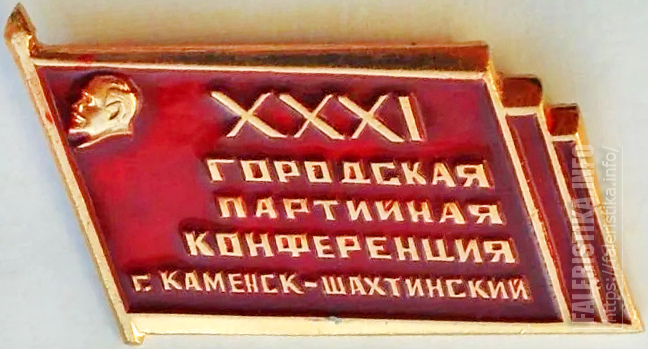 XXXI
ГОРОДСКАЯ
ПАРТИЙНАЯ
КОНФЕРЕНЦИЯ
Г. КАМЕНСК-ШАХТИНСКИЙ
FALERISTIKA.INFO
https://faleristika.info/